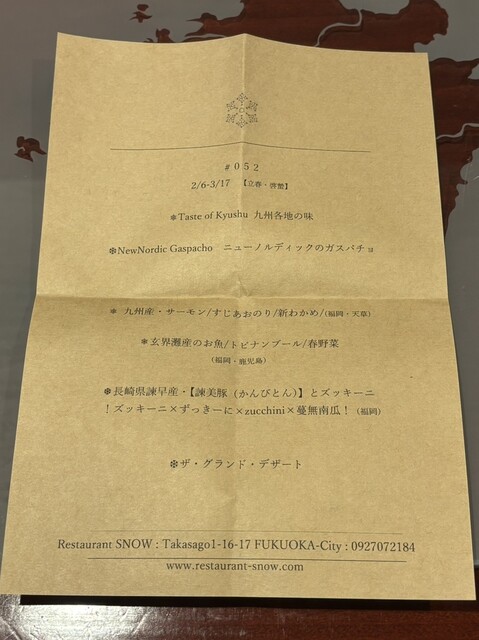 #052
2/6-3/17 【立春・啓蟄】
❄Taste of Kyushu 九州各地の味
❄NewNordic Gaspacho ニューノルディックのガスパチョ
❄ 九州産・サーモン/すじあおのり/新わかめ/(福岡・天草)
❄玄界灘産のお魚/トピナンブール/春野菜
(福岡・鹿児島)
❄長崎県諫早産・【諫美豚（かんびとん）】とズッキーニ
！ズッキーニ×ずっきーに×zucchini×蔓無南瓜！(福岡)
❄ザ・グランド・デザート
Restaurant SNOW : Takasago1-16-17 FUKUOKA-City : 0927072184
www.restaurant-snow.com